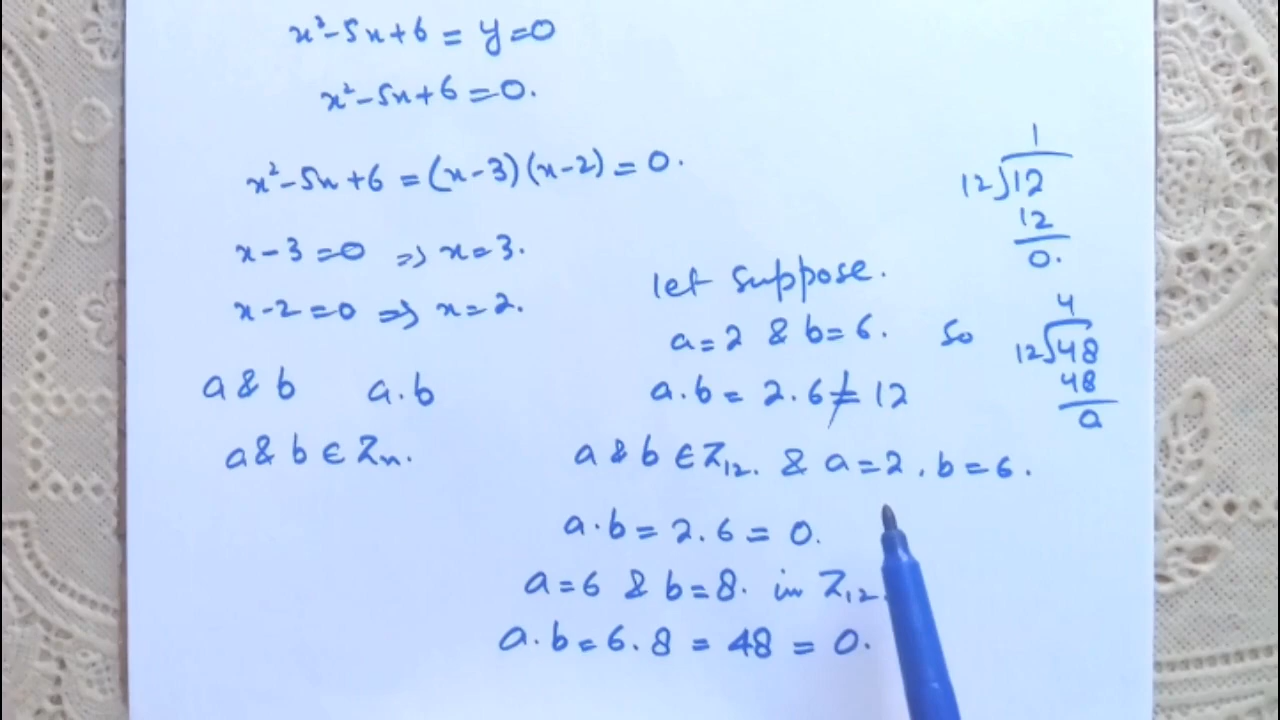 x²-5x+6 = y=0
x²-5x+6=0.
x²-5x+6=(x-3)(x-2)=0.
x-3=0 => x=3.
x-2=0 => x=2.
a & b a.b
a & b ∈ Zn.
let suppose.
a=2 & b=6. so
a.b = 2.6≠12
a & b ∈ Z12. & a=2, b=6.
a.b=2.6=0.
a=6 & b=8. in Z12.
a.b=6.8=48=0.
1
12)12
12
0.
4
12)48
48
0